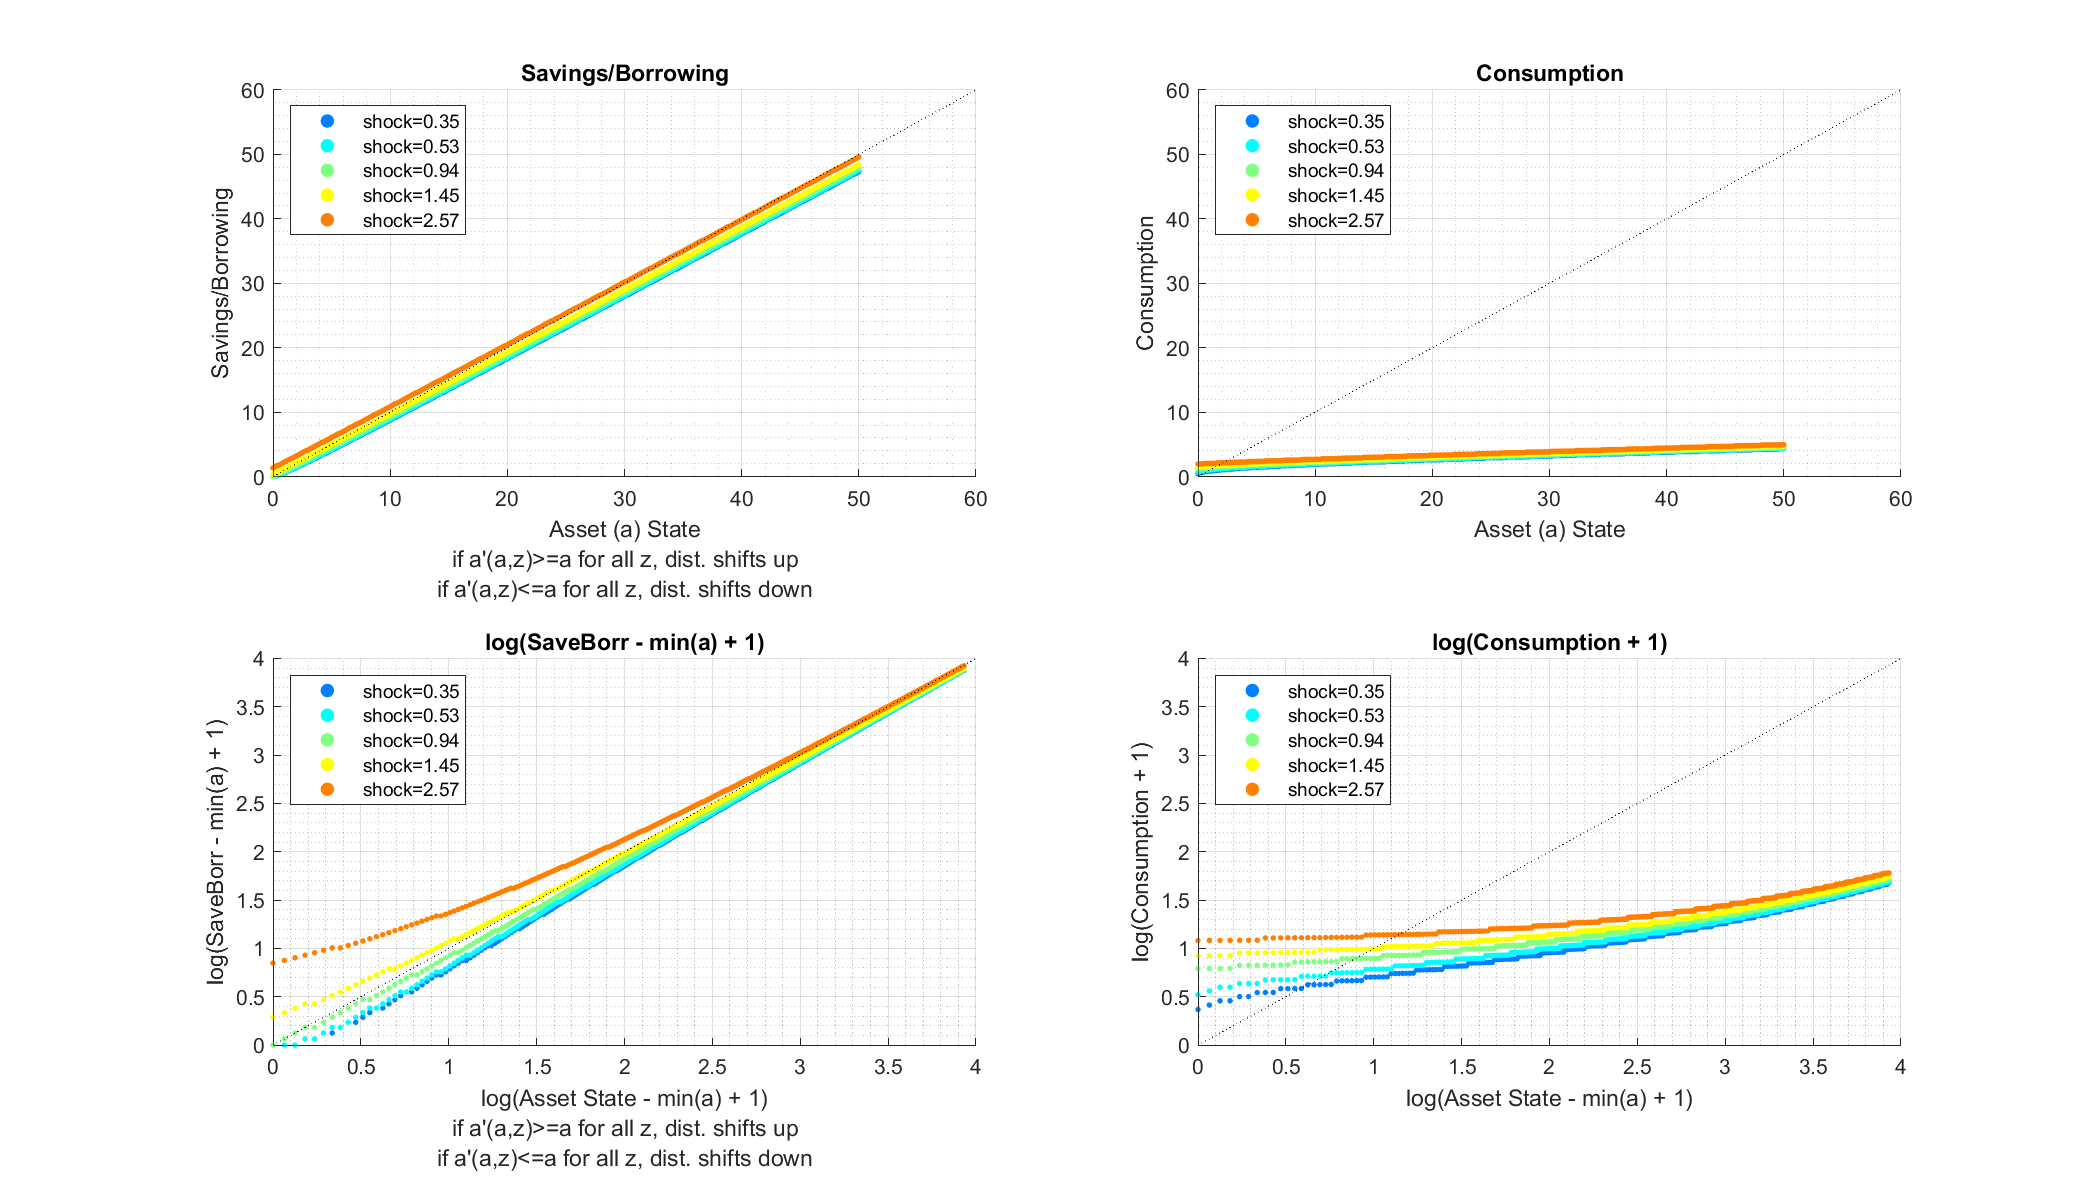 Savings/Borrowing
60
50
40
30
20
10
0
Savings/Borrowing
shock=0.35
shock=0.53
shock=0.94
shock=1.45
shock=2.57
0 10 20 30 40 50 60
Asset (a) State
if a'(a,z)>=a for all z, dist. shifts up
if a'(a,z)<=a for all z, dist. shifts down
Consumption
60
50
40
30
20
10
0
Consumption
shock=0.35
shock=0.53
shock=0.94
shock=1.45
shock=2.57
0 10 20 30 40 50 60
Asset (a) State
log(SaveBorr - min(a) + 1)
4
3.5
3
2.5
2
1.5
1
0.5
0
log(SaveBorr - min(a) + 1)
shock=0.35
shock=0.53
shock=0.94
shock=1.45
shock=2.57
0 0.5 1 1.5 2 2.5 3 3.5 4
log(Asset State - min(a) + 1)
if a'(a,z)>=a for all z, dist. shifts up
if a'(a,z)<=a for all z, dist. shifts down
log(Consumption + 1)
4
3.5
3
2.5
2
1.5
1
0.5
0
log(Consumption + 1)
shock=0.35
shock=0.53
shock=0.94
shock=1.45
shock=2.57
0 0.5 1 1.5 2 2.5 3 3.5 4
log(Asset State - min(a) + 1)